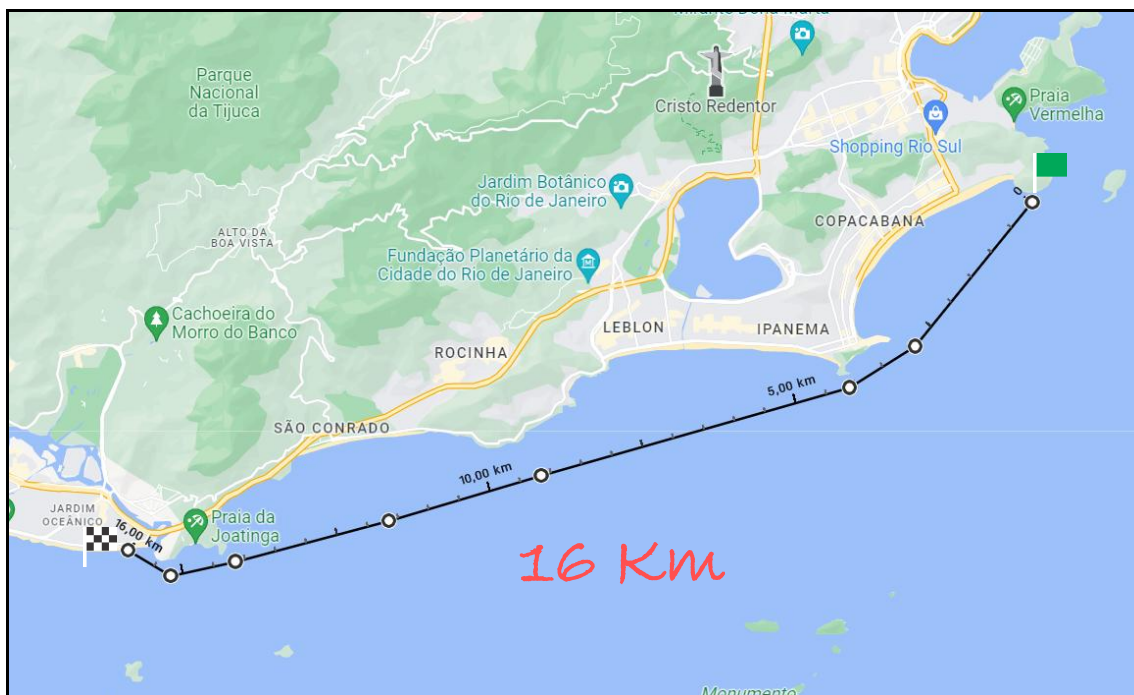 Parque
Nacional
da Tijuca
Cristo Redentor
Praia
Vermelha
Shopping Rio Sul
Jardim Botânico
do Rio de Janeiro
0
COPACABANA
ALTO DA
BOA VISTA
Fundação Planetário da
Cidade do Rio de Janeiro
Cachoeira do
Morro do Banco
LEBLON
IPANEMA
ROCINHA
5,00 km
SÃO CONRADO
10,00 km
JARDIM
OCEÂNICO
16,00 km
Praia da
Joatinga
16 Km
Monumento